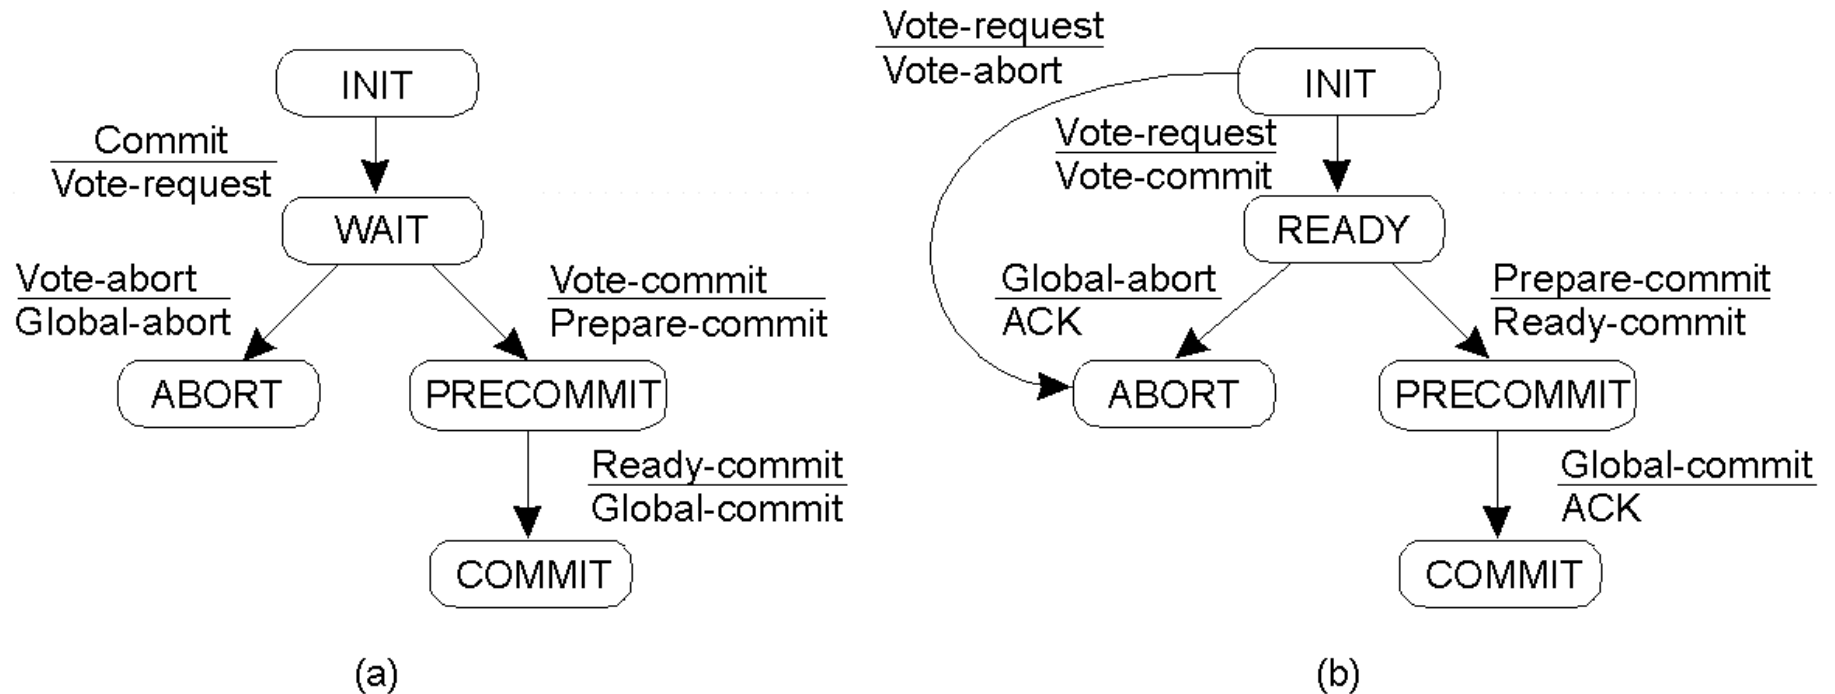 INIT
Commit
Vote-request
WAIT
Vote-abort
Global-abort
Vote-commit
Prepare-commit
ABORT
PRECOMMIT
Ready-commit
Global-commit
COMMIT
(a)
Vote-request
Vote-abort
INIT
Vote-request
Vote-commit
READY
Global-abort
ACK
Prepare-commit
Ready-commit
ABORT
PRECOMMIT
Global-commit
ACK
COMMIT
(b)